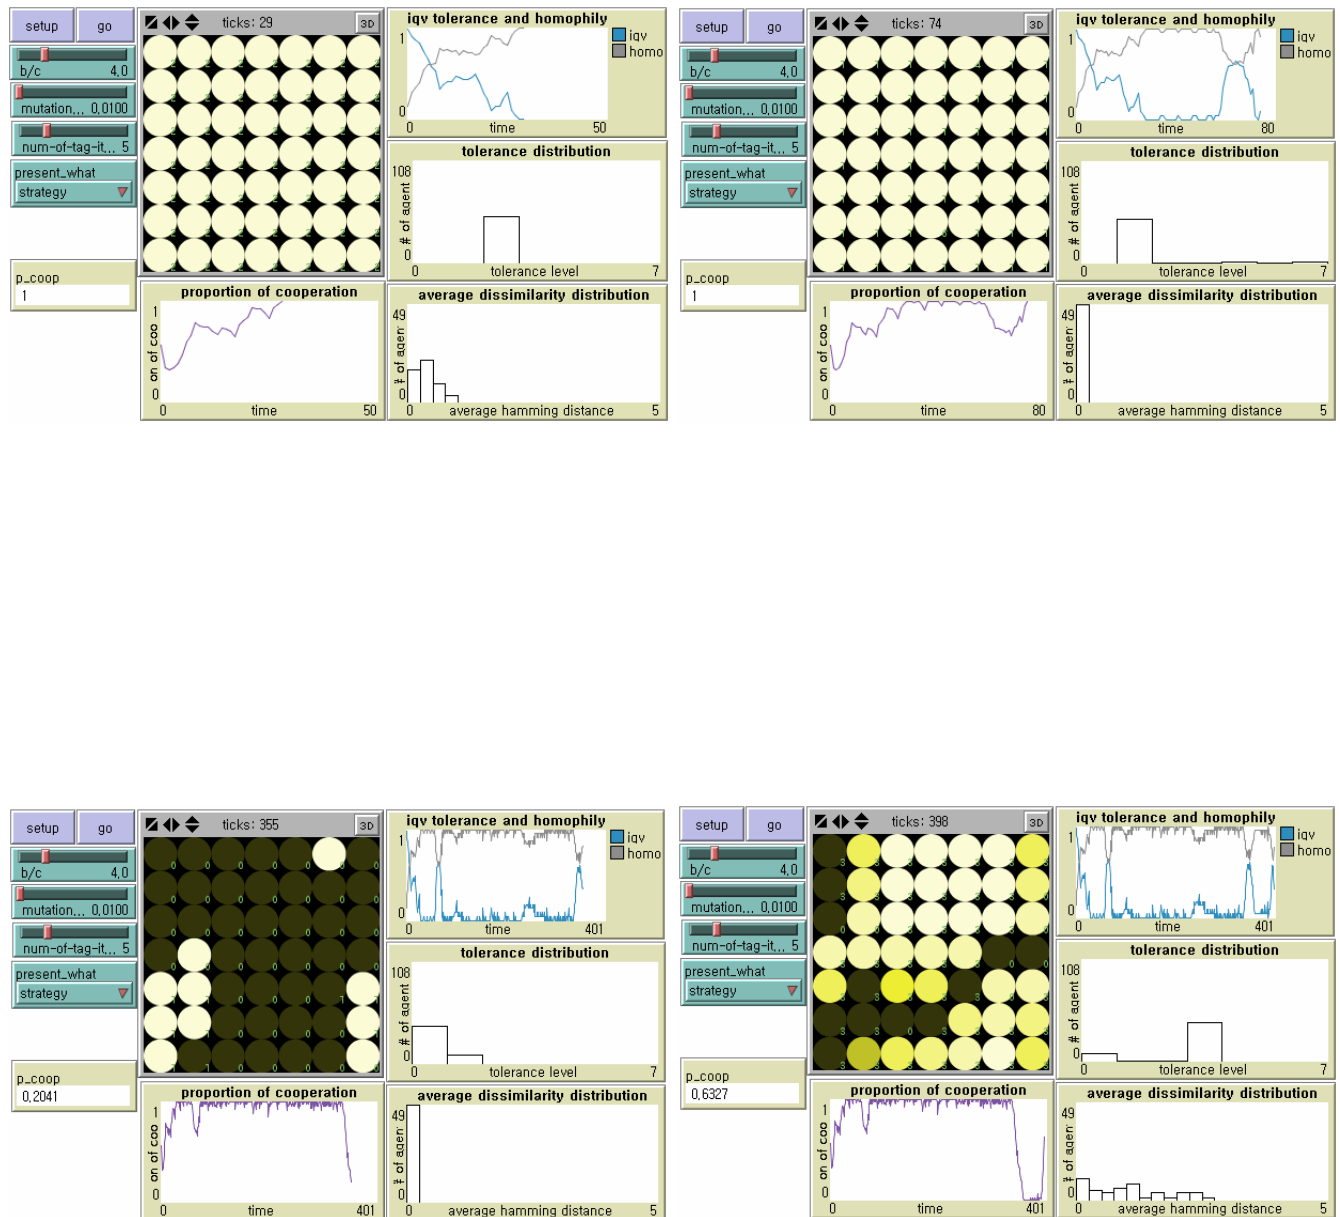 setup go
ticks: 29
3D
b/c 4,0
mutation,,, 0,0100
num-of-tag-it,,, 5
present_what
strategy
p_coop
1
iqv tolerance and homophily
1
0
0 time 50
iqv
homo
tolerance distribution
108
# of agent
0
0 tolerance level 7
proportion of cooperation
1
on of coo
0
0 time 50
average dissimilarity distribution
49
# of agen
0
0 average hamming distance 5
setup go
ticks: 74
3D
b/c 4,0
mutation,,, 0,0100
num-of-tag-it,,, 5
present_what
strategy
p_coop
1
iqv tolerance and homophily
1
0
0 time 80
iqv
homo
tolerance distribution
108
# of agent
0
0 tolerance level 7
proportion of cooperation
1
on of coo
0
0 time 80
average dissimilarity distribution
49
# of agen
0
0 average hamming distance 5
setup go
ticks: 355
3D
b/c 4,0
mutation,,, 0,0100
num-of-tag-it,,, 5
present_what
strategy
p_coop
0,2041
iqv tolerance and homophily
1
0
0 time 401
iqv
homo
tolerance distribution
108
# of agent
0
0 tolerance level 7
proportion of cooperation
1
on of coo
0
0 time 401
average dissimilarity distribution
49
# of agen
0
0 average hamming distance 5
setup go
ticks: 398
3D
b/c 4,0
mutation,,, 0,0100
num-of-tag-it,,, 5
present_what
strategy
p_coop
0,6327
iqv tolerance and homophily
1
0
0 time 401
iqv
homo
tolerance distribution
108
# of agent
0
0 tolerance level 7
proportion of cooperation
1
on of coo
0
0 time 401
average dissimilarity distribution
49
# of agen
0
0 average hamming distance 5